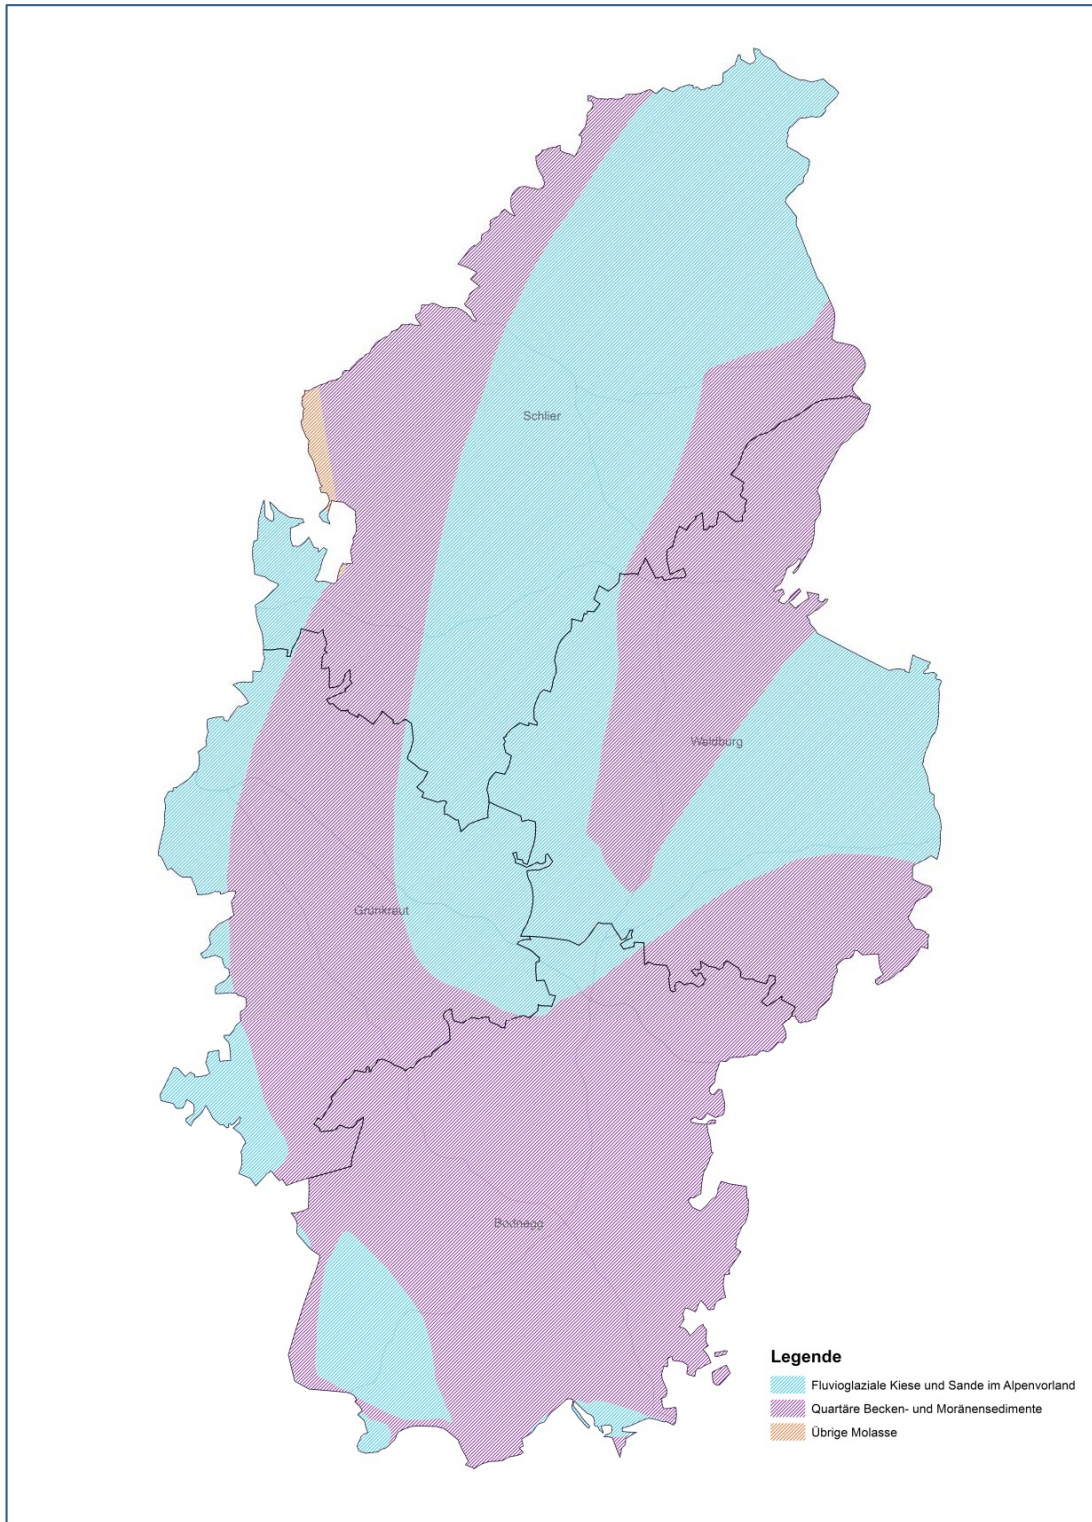 Schlier
Waldburg
Grünkraut
Bodnegg
Legende
Fluvioglaziale Kiese und Sande im Alpenvorland
Quartäre Becken- und Moränensedimente
Übrige Molasse